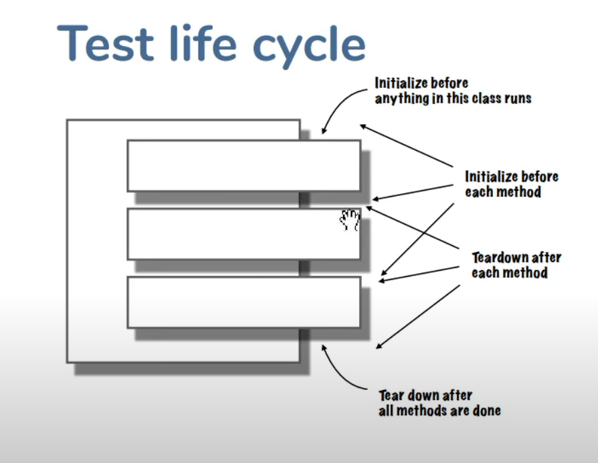 Test life cycle
Initialize before
anything in this class runs
Initialize before
each method
Teardown after
each method
Tear down after
all methods are done